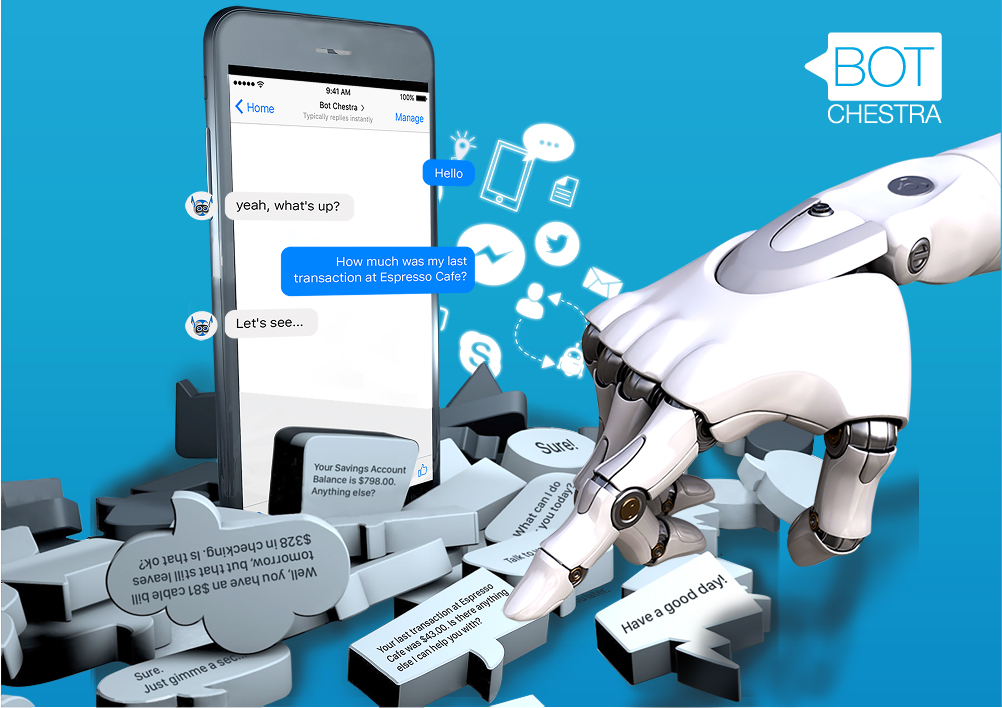 BOT
CHESTRA
9:41 AM
100%
Home
Bot Chestra
Manage
Typically replies instantly
Hello
yeah, what's up?
How much was my last
transaction at Espresso Cafe?
Let's see...
Your Savings Account
Balance is $798.00.
Anything else?
Sure!
What can I do
you today?
Talk to
Well, you have an $81 cable bill
tomorrow, but that still leaves
$328 in checking. Is that ok?
Your last transaction at Espresso
Cafe was $43.00. Is there anything
else I can help you with?
Have a good day!
Sure.
Just gimme a sec...